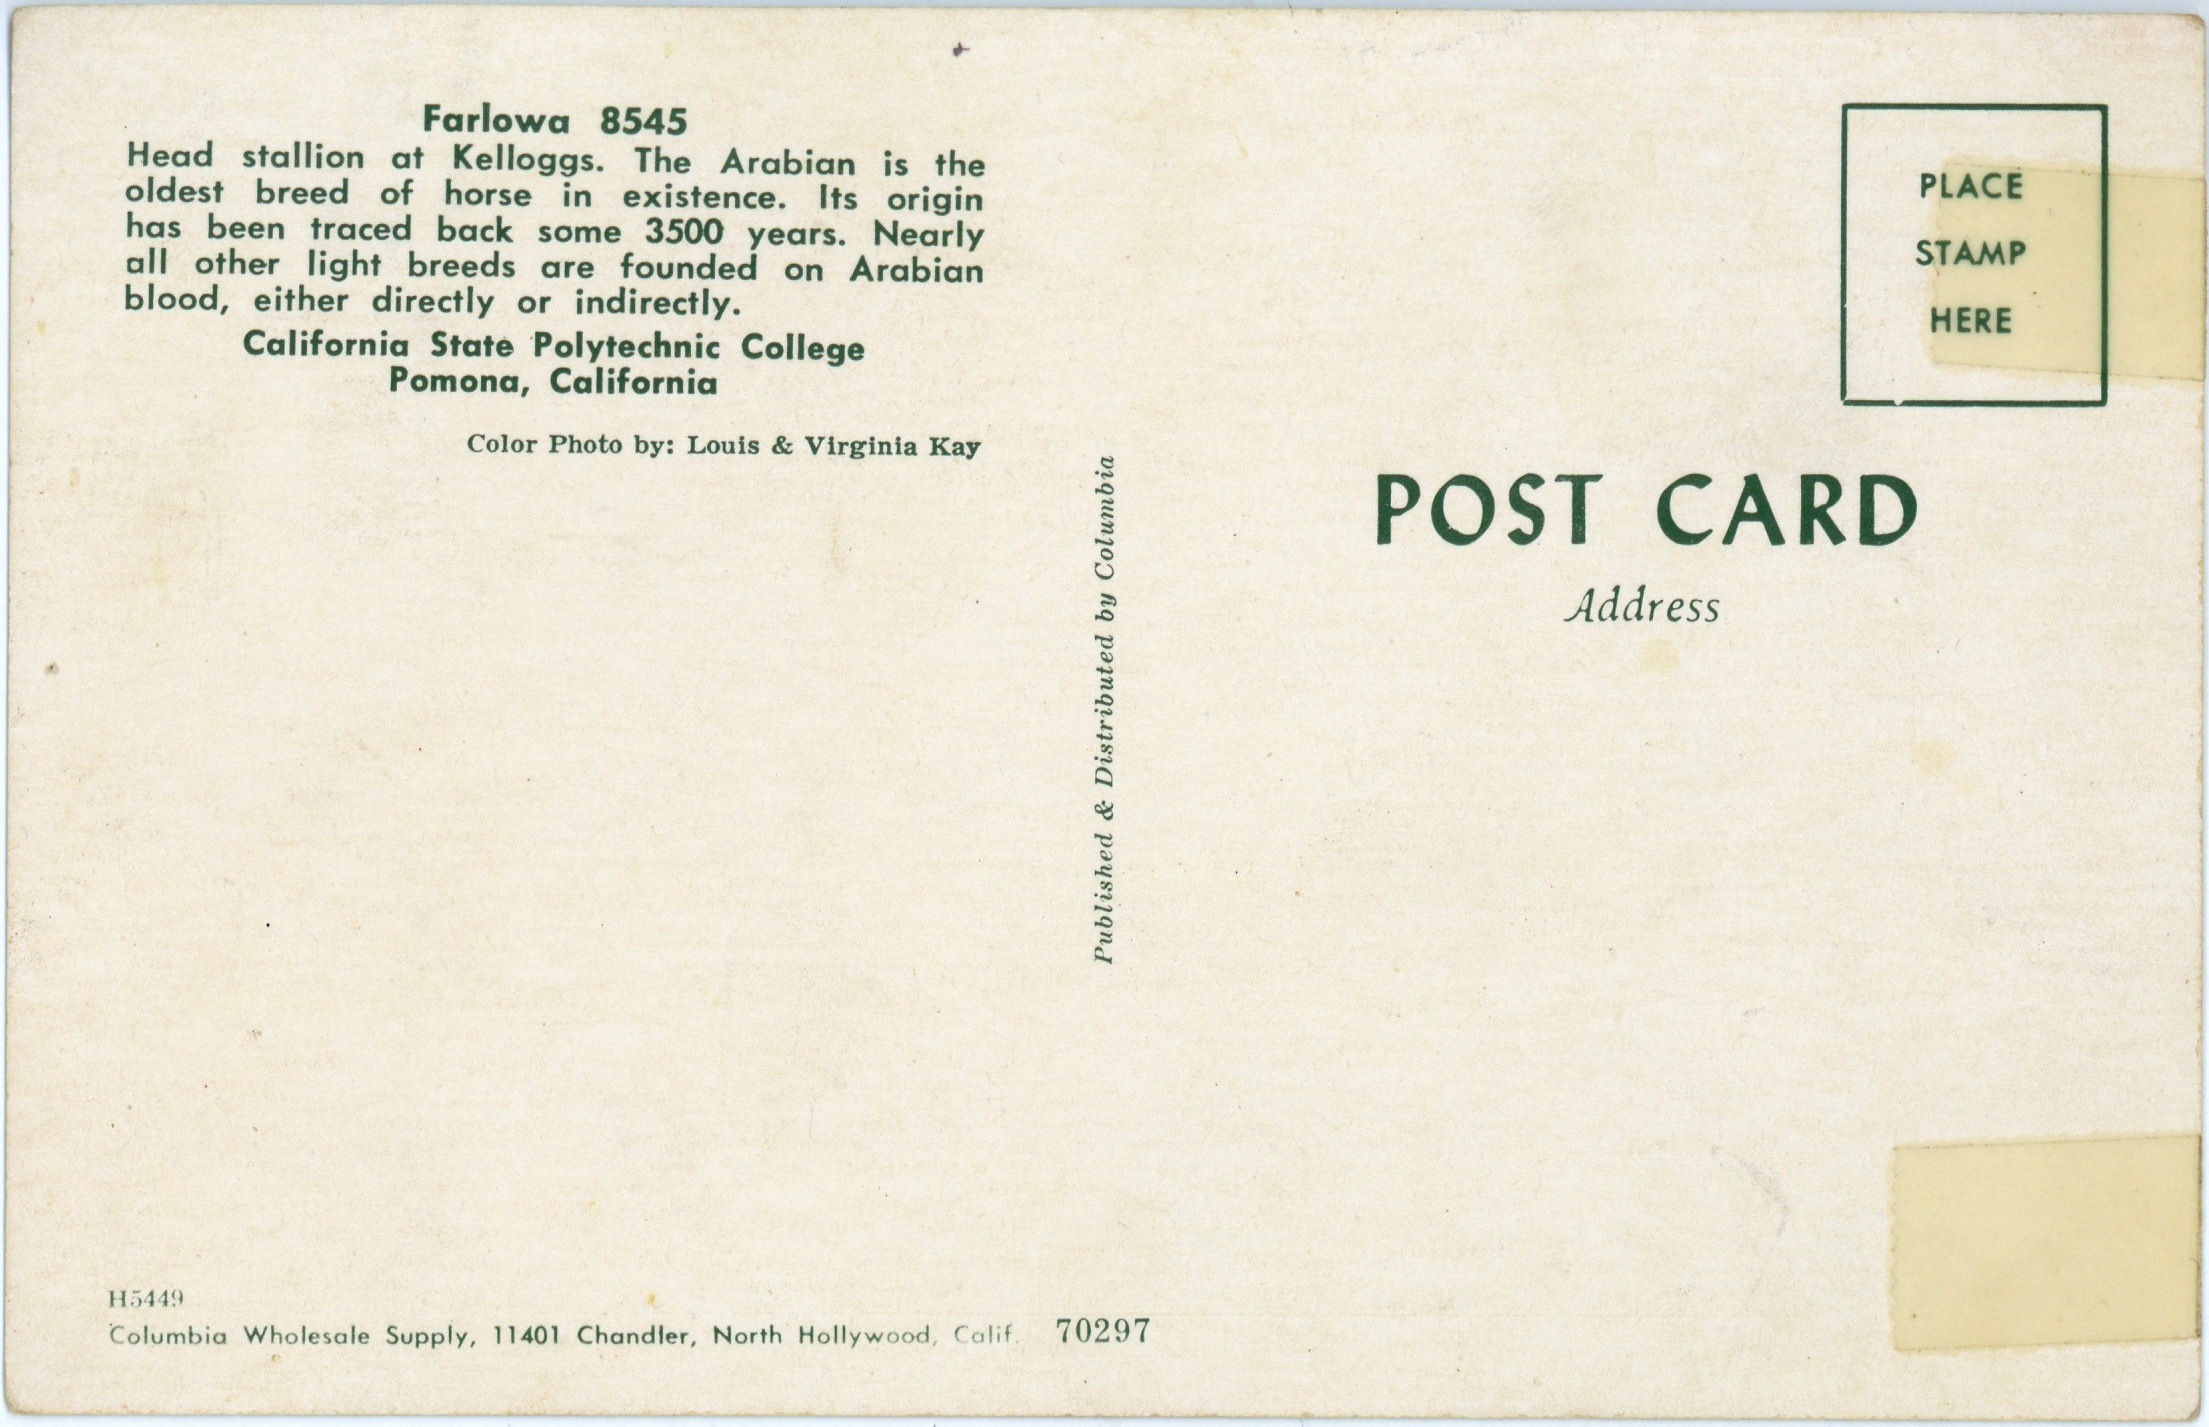 Farlowa 8545
Head stallion at Kelloggs. The Arabian is the
oldest breed of horse in existence. Its origin
has been traced back some 3500 years. Nearly
all other light breeds are founded on Arabian
blood, either directly or indirectly.
California State Polytechnic College
Pomona, California
Color Photo by: Louis & Virginia Kay
Published & Distributed by Columbia
PLACE
STAMP
HERE
POST CARD
Address
H5449
Columbia Wholesale Supply, 11401 Chandler, North Hollywood, Calif. 70297